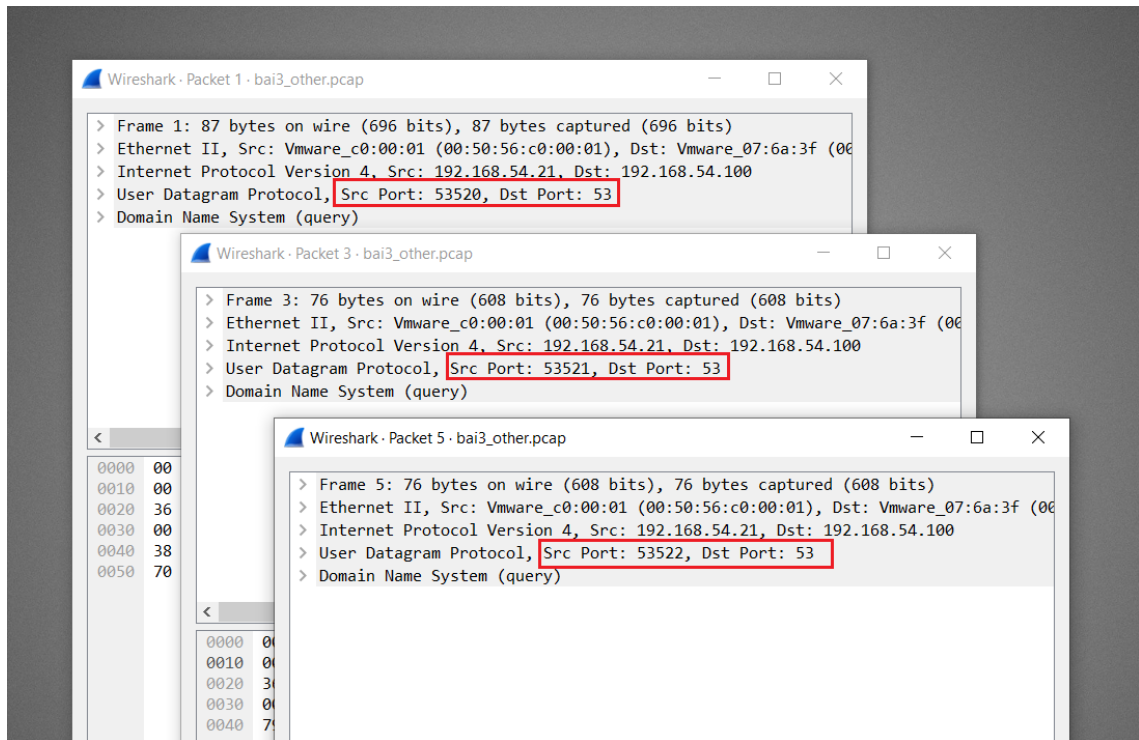 Wireshark · Packet 1 · bai3_other.pcap
Frame 1: 87 bytes on wire (696 bits), 87 bytes captured (696 bits)
Ethernet II, Src: Vmware_c0:00:01 (00:50:56:c0:00:01), Dst: Vmware_07:6a:3f (00
Internet Protocol Version 4, Src: 192.168.54.21, Dst: 192.168.54.100
User Datagram Protocol, Src Port: 53520, Dst Port: 53
Domain Name System (query)
0000 00
0010 00
0020 36
0030 00
0040 38
0050 70
Wireshark · Packet 3 · bai3_other.pcap
Frame 3: 76 bytes on wire (608 bits), 76 bytes captured (608 bits)
Ethernet II, Src: Vmware_c0:00:01 (00:50:56:c0:00:01), Dst: Vmware_07:6a:3f (00
Internet Protocol Version 4, Src: 192.168.54.21, Dst: 192.168.54.100
User Datagram Protocol, Src Port: 53521, Dst Port: 53
Domain Name System (query)
0000
0010
0020
0030
0040
Wireshark · Packet 5 · bai3_other.pcap
Frame 5: 76 bytes on wire (608 bits), 76 bytes captured (608 bits)
Ethernet II, Src: Vmware_c0:00:01 (00:50:56:c0:00:01), Dst: Vmware_07:6a:3f (00
Internet Protocol Version 4, Src: 192.168.54.21, Dst: 192.168.54.100
User Datagram Protocol, Src Port: 53522, Dst Port: 53
Domain Name System (query)